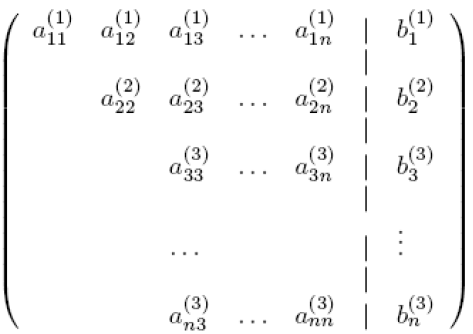 a_{11}^{(1)} a_{12}^{(1)} a_{13}^{(1)} … a_{1n}^{(1)} | b_1^{(1)}
|
a_{22}^{(2)} a_{23}^{(2)} … a_{2n}^{(2)} | b_2^{(2)}
|
a_{33}^{(3)} … a_{3n}^{(3)} | b_3^{(3)}
|
… | ⋮
|
a_{n3}^{(3)} … a_{nn}^{(3)} | b_n^{(3)}